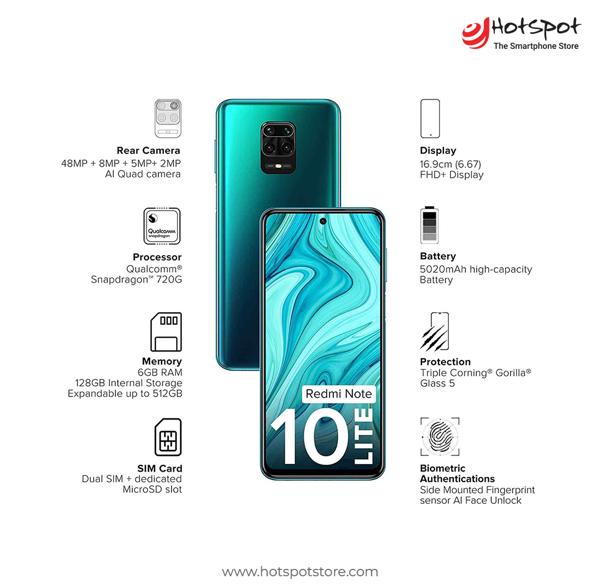 HOTSPOT
The Smartphone Store
Rear Camera
48MP + 8MP + 5MP+ 2MP
AI Quad camera
Qualcomm
snapdragon
Processor
Qualcomm®
Snapdragon™ 720G
Memory
6GB RAM
128GB Internal Storage
Expandable up to 512GB
SIM Card
Dual SIM + dedicated
MicroSD slot
Redmi Note
10
LITE
Display
16.9cm (6.67)
FHD+ Display
Battery
5020mAh high-capacity
Battery
Protection
Triple Corning® Gorilla®
Glass 5
Biometric
Authentications
Side Mounted Fingerprint
sensor AI Face Unlock
www.hotspotstore.com